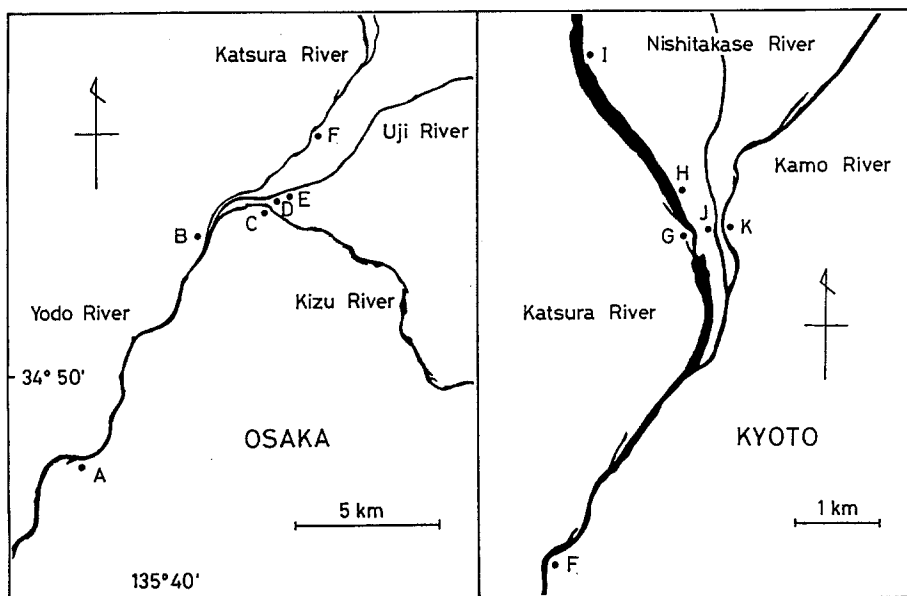 Katsura River
F
Uji River
E
D
C
B
Kizu River
Yodo River
34° 50'
OSAKA
A
5 km
135°40'
Nishitakase River
I
Kamo River
H
J
K
G
Katsura River
KYOTO
1 km
F